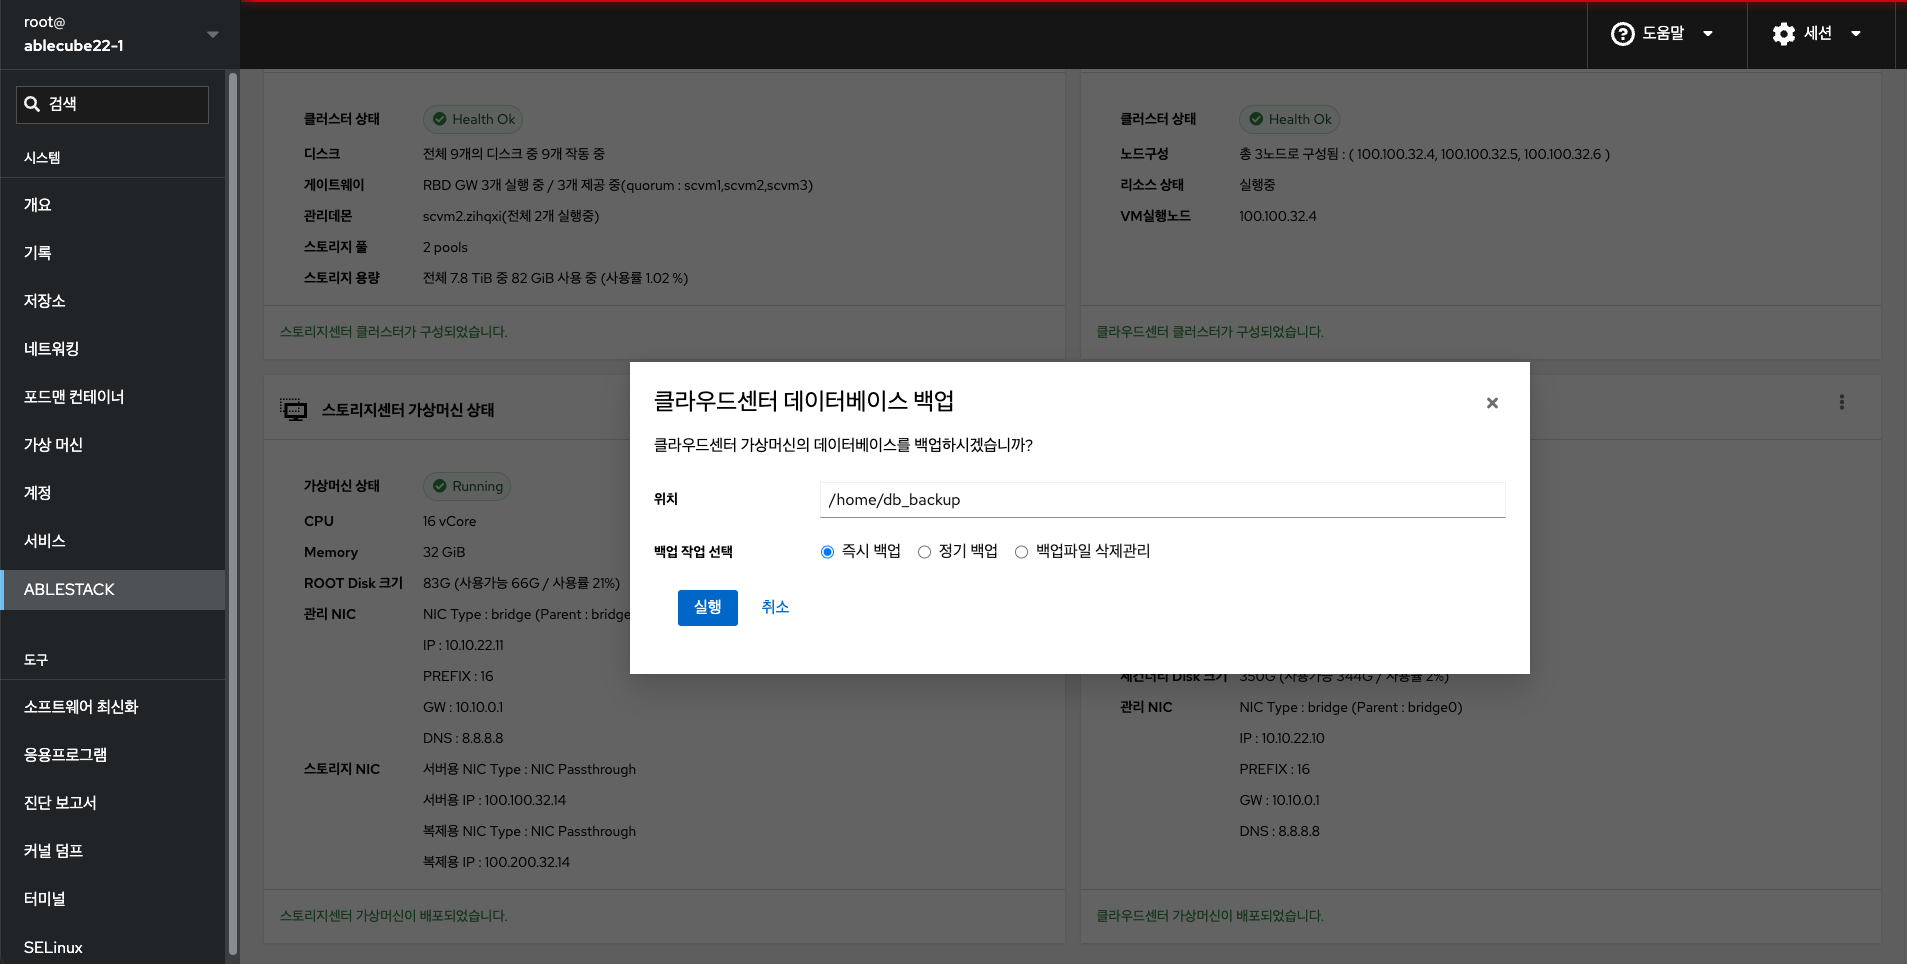 root@
ablecube22-1
도움말
세션
검색
시스템
개요
기록
저장소
네트워킹
포드맨 컨테이너
가상 머신
계정
서비스
ABLESTACK
도구
소프트웨어 최신화
응용프로그램
진단 보고서
커널 덤프
터미널
SELinux
클러스터 상태 Health Ok
디스크 전체 9개의 디스크 중 9개 작동 중
게이트웨이 RBD GW 3개 실행 중 / 3개 제공 중(quorum : scvm1,scvm2,scvm3)
관리데몬 scvm2.zihqxi(전체 2개 실행중)
스토리지 풀 2 pools
스토리지 용량 전체 7.8 TiB 중 82 GiB 사용 중 (사용률 1.02 %)
스토리지센터 클러스터가 구성되었습니다.
클러스터 상태 Health Ok
노드구성 총 3노드로 구성됨 : ( 100.100.32.4, 100.100.32.5, 100.100.32.6 )
리소스 상태 실행중
VM실행노드 100.100.32.4
클라우드센터 클러스터가 구성되었습니다.
클라우드센터 데이터베이스 백업
클라우드센터 가상머신의 데이터베이스를 백업하시겠습니까?
위치 /home/db_backup
백업 작업 선택 즉시 백업 정기 백업 백업파일 삭제관리
실행 취소
스토리지센터 가상머신 상태
가상머신 상태 Running
CPU 16 vCore
Memory 32 GiB
ROOT Disk 크기 83G (사용가능 66G / 사용률 21%)
관리 NIC NIC Type : bridge (Parent : bridge
IP : 10.10.22.11
PREFIX : 16
GW : 10.10.0.1
DNS : 8.8.8.8
스토리지 NIC 서버용 NIC Type : NIC Passthrough
서버용 IP : 100.100.32.14
복제용 NIC Type : NIC Passthrough
복제용 IP : 100.200.32.14
스토리지센터 가상머신이 배포되었습니다.
세컨더리 Disk 크기 350G (사용가능 344G / 사용률 2%)
관리 NIC NIC Type : bridge (Parent : bridge0)
IP : 10.10.22.10
PREFIX : 16
GW : 10.10.0.1
DNS : 8.8.8.8
클라우드센터 가상머신이 배포되었습니다.